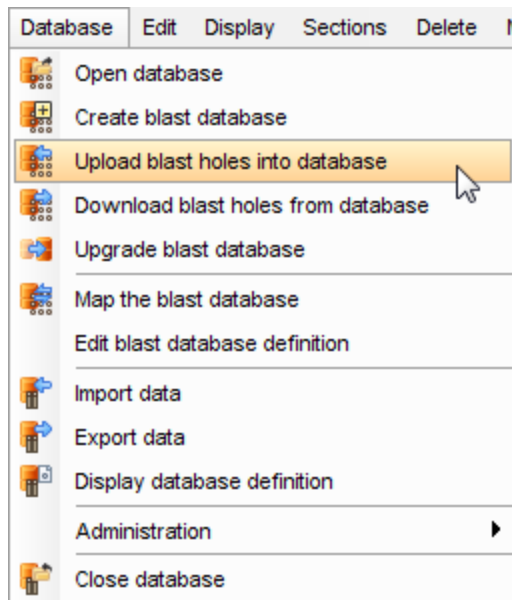 Database Edit Display Sections Delete
Open database
Create blast database
Upload blast holes into database
Download blast holes from database
Upgrade blast database
Map the blast database
Edit blast database definition
Import data
Export data
Display database definition
Administration
Close database